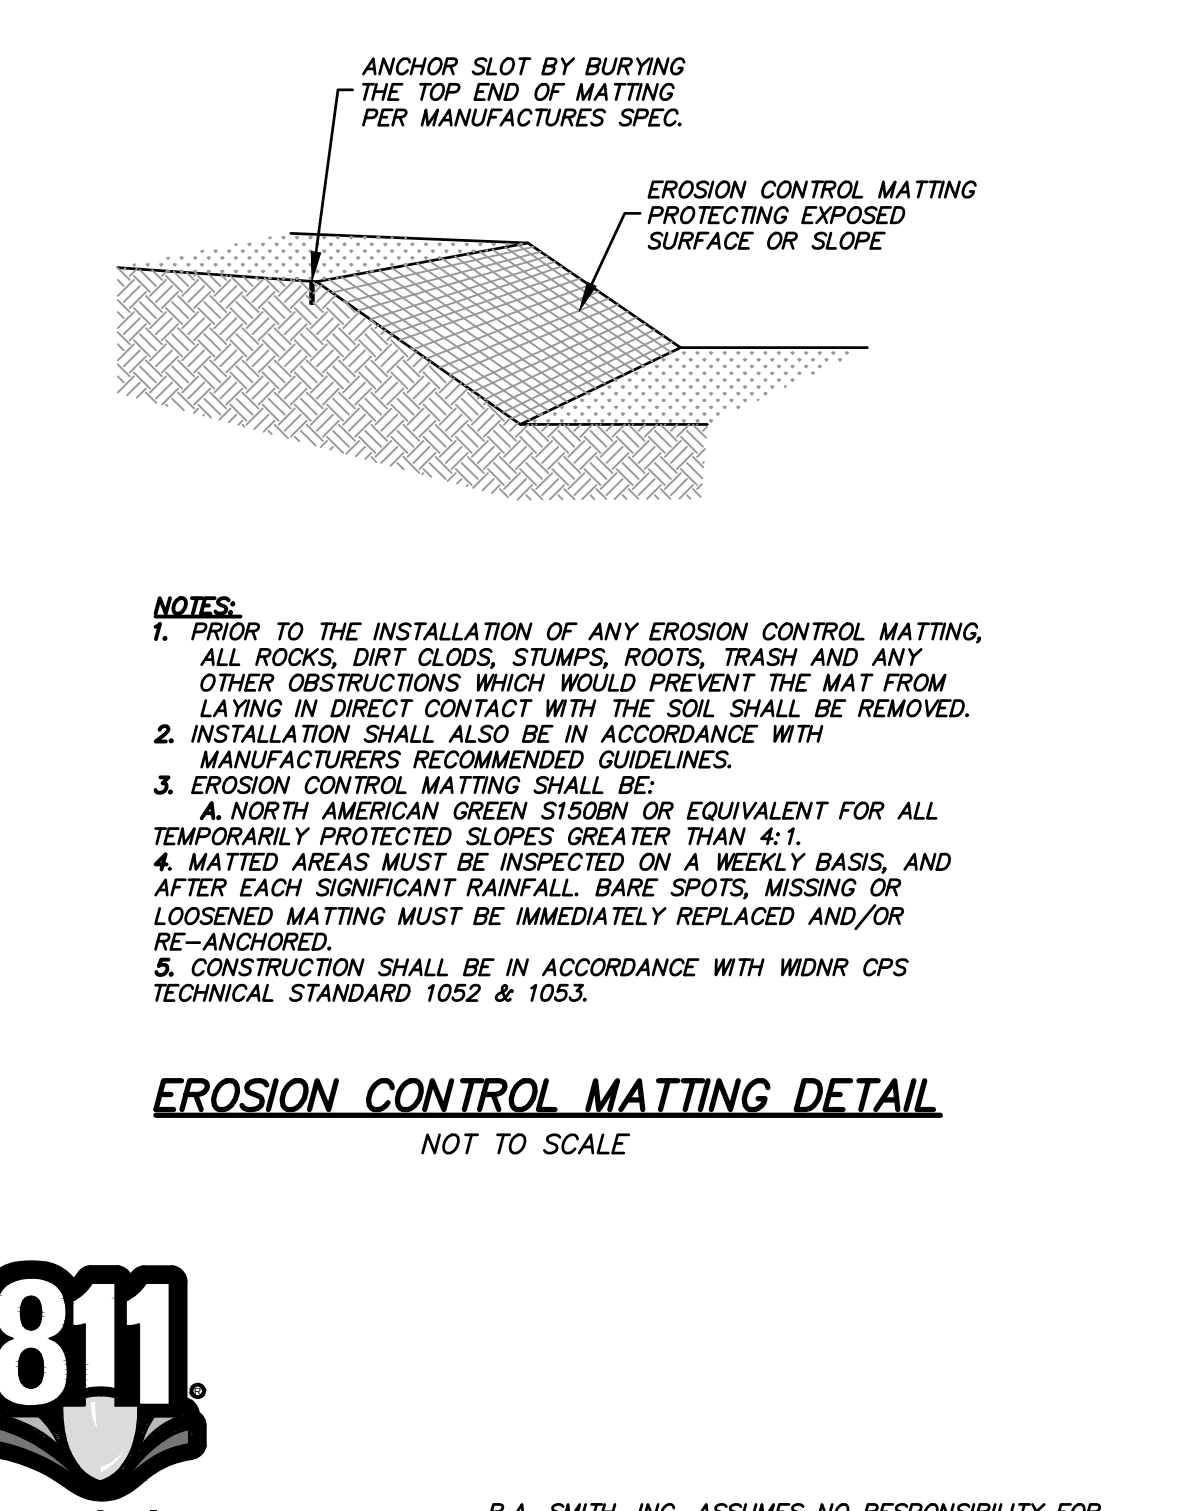 ANCHOR SLOT BY BURYING
THE TOP END OF MATTING
PER MANUFACTURES SPEC.
EROSION CONTROL MATTING
PROTECTING EXPOSED
SURFACE OR SLOPE
NOTES:
1. PRIOR TO THE INSTALLATION OF ANY EROSION CONTROL MATTING,
ALL ROCKS, DIRT CLODS, STUMPS, ROOTS, TRASH AND ANY
OTHER OBSTRUCTIONS WHICH WOULD PREVENT THE MAT FROM
LAYING IN DIRECT CONTACT WITH THE SOIL SHALL BE REMOVED.
2. INSTALLATION SHALL ALSO BE IN ACCORDANCE WITH
MANUFACTURERS RECOMMENDED GUIDELINES.
3. EROSION CONTROL MATTING SHALL BE:
A. NORTH AMERICAN GREEN S150BN OR EQUIVALENT FOR ALL
TEMPORARILY PROTECTED SLOPES GREATER THAN 4:1.
4. MATTED AREAS MUST BE INSPECTED ON A WEEKLY BASIS, AND
AFTER EACH SIGNIFICANT RAINFALL. BARE SPOTS, MISSING OR
LOOSENED MATTING MUST BE IMMEDIATELY REPLACED AND/OR
RE-ANCHORED.
5. CONSTRUCTION SHALL BE IN ACCORDANCE WITH WIDNR CPS
TECHNICAL STANDARD 1052 & 1053.
EROSION CONTROL MATTING DETAIL
NOT TO SCALE
811®
R.A. SMITH, INC. ASSUMES NO RESPONSIBILITY FOR